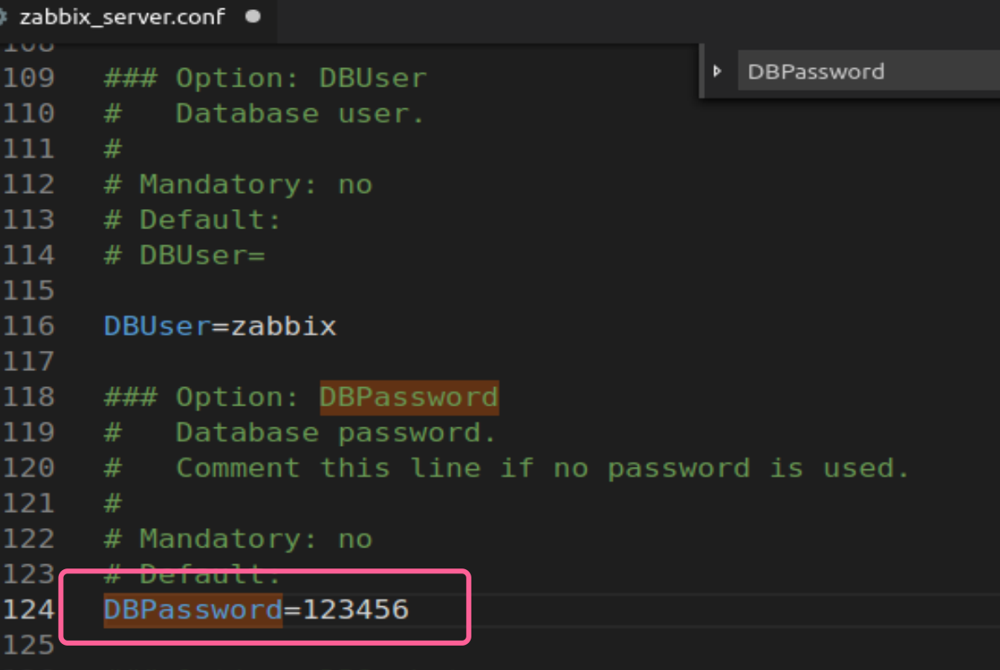 zabbix_server.conf
DBPassword
108
109 ### Option: DBUser
110 #   Database user.
111 #
112 # Mandatory: no
113 # Default:
114 # DBUser=
115
116 DBUser=zabbix
117
118 ### Option: DBPassword
119 #   Database password.
120 #   Comment this line if no password is used.
121 #
122 # Mandatory: no
123 # Default:
124 DBPassword=123456
125